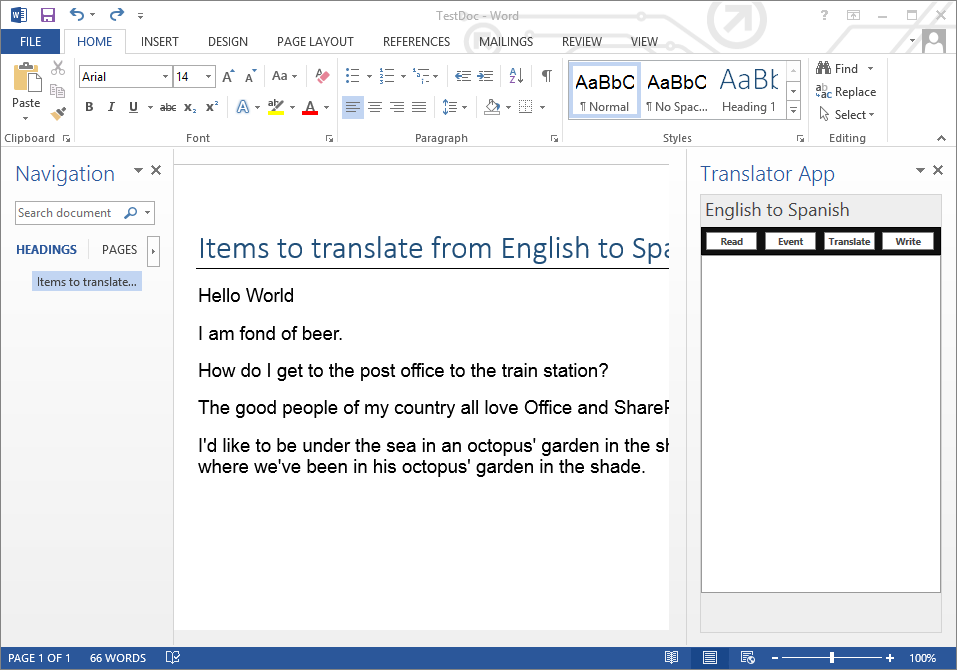 TestDoc - Word
?
FILE HOME INSERT DESIGN PAGE LAYOUT REFERENCES MAILINGS REVIEW VIEW
Paste
Arial 14 Aa
B I U abc x₂ x² A ab A
A Z
AaBbC AaBbC AaBb
¶ Normal ¶ No Spac... Heading 1
Find
Replace
Select
Clipboard Font Paragraph Styles Editing
Navigation
Search document
HEADINGS PAGES
Items to translate...
Items to translate from English to Spa
Hello World
I am fond of beer.
How do I get to the post office to the train station?
The good people of my country all love Office and ShareP
I'd like to be under the sea in an octopus' garden in the sh
where we've been in his octopus' garden in the shade.
Translator App
English to Spanish
Read Event Translate Write
PAGE 1 OF 1 66 WORDS 100%